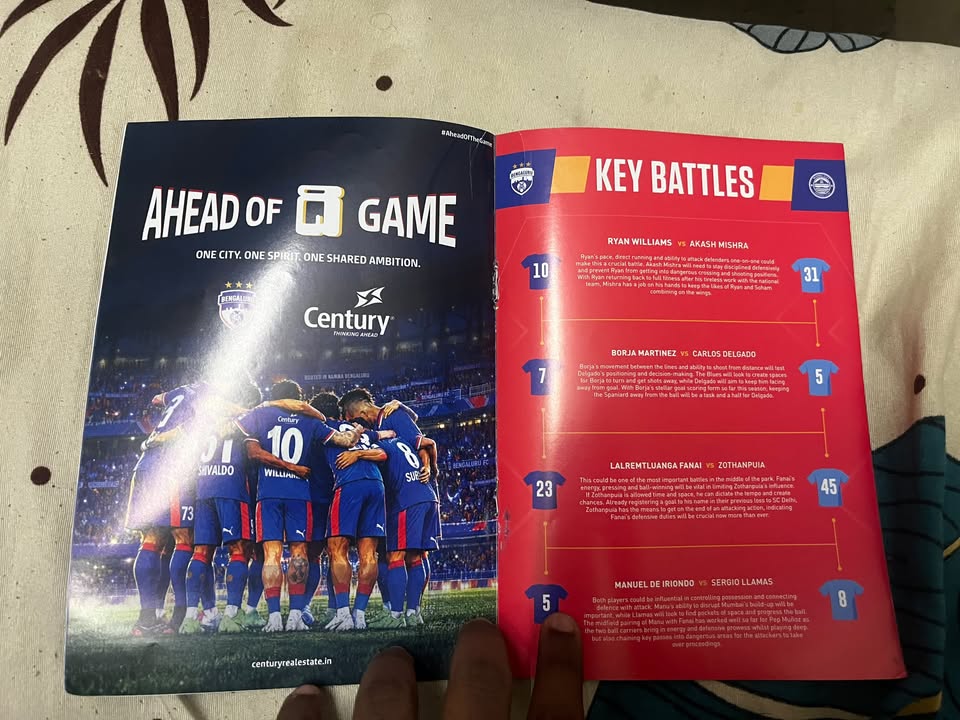 #AheadOfTheGame
AHEAD OF GAME
ONE CITY. ONE SPIRIT. ONE SHARED AMBITION.
BENGALURU
Century
THINKING AHEAD
ROOTED IN NAMMA BENGALURU
BENGALURU FC
Century
SHIVALDO
10
WILLIAMS
8
73
centuryrealestate.in
BENGALURU
KEY BATTLES
RYAN WILLIAMS VS AKASH MISHRA
10
31
Ryan's pace, direct running and ability to attack defenders one-on-one could
make this a crucial battle. Akash Mishra will need to stay disciplined defensively
and prevent Ryan from getting into dangerous crossing and shooting positions.
With Ryan returning back to full fitness after his tireless work with the national
team, Mishra has a job on his hands to keep the likes of Ryan and Soham
combining on the wings.
BORJA MARTINEZ VS CARLOS DELGADO
7
5
Borja's movement between the lines and ability to shoot from distance will test
Delgado's positioning and decision-making. The Blues will look to create spaces
for Borja to turn and get shots away, while Delgado will aim to keep him facing
away from goal. With Borja's stellar goal scoring form so far this season, keeping
the Spaniard away from the ball will be a task and a half for Delgado.
LALREMTLUANGA FANAI VS ZOTHANPUIA
23
45
This could be one of the most important battles in the middle of the park. Fanai's
energy, pressing and ball-winning will be vital in limiting Zothanpuia's influence.
If Zothanpuia is allowed time and space, he can dictate the tempo and create
chances. Already registering a goal to his name in their previous loss to SC Delhi,
Zothanpuia has the means to get on the end of an attacking action, indicating
Fanai's defensive duties will be crucial now more than ever.
MANUEL DE IRIONDO VS SERGIO LLAMAS
5
8
Both players could be influential in controlling possession and connecting
defence with attack. Manu's ability to disrupt Mumbai's build-up will be
important, while Llamas will look to find pockets of space and progress the ball.
The midfield pairing of Manu with Fanai has worked well so far for Pep Muñoz as
the two ball carriers bring in energy and defensive prowess whilst playing deep,
but also chaining key passes into dangerous areas for the attackers to take
over proceedings.